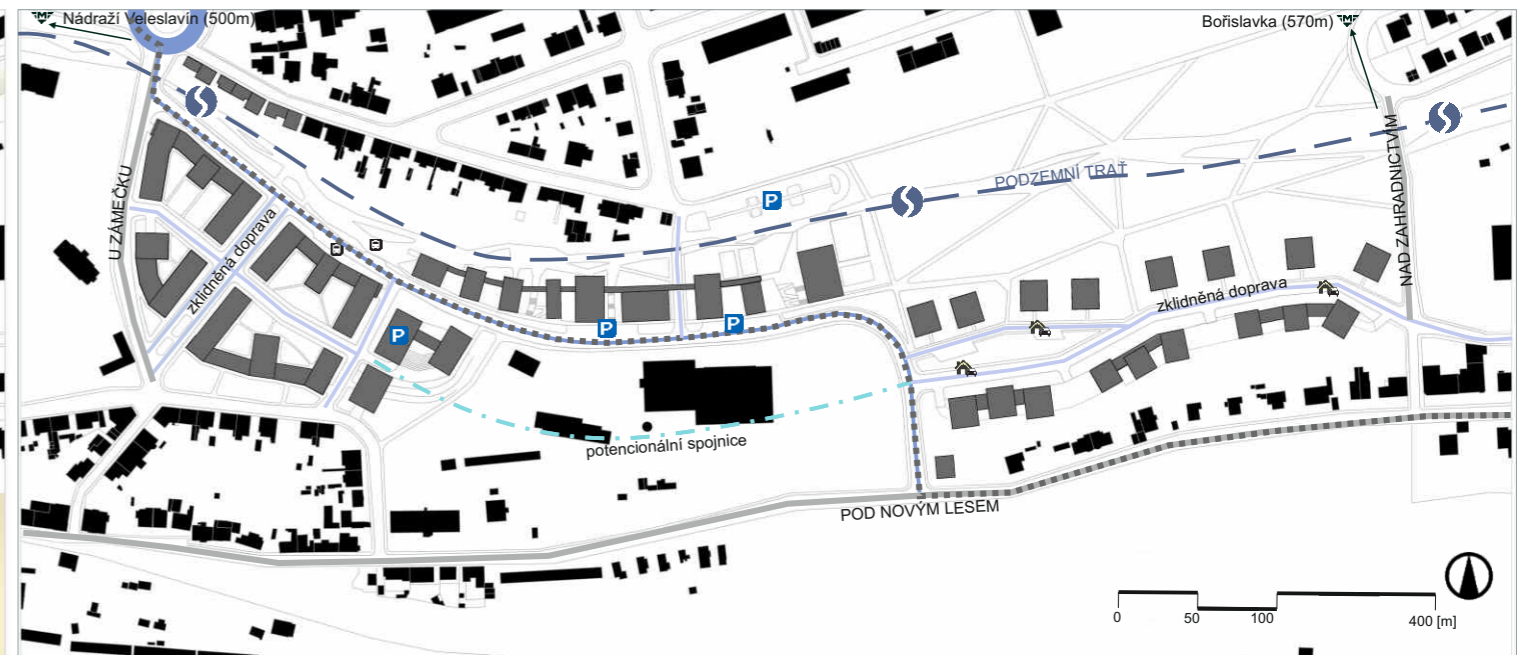 Nádraží Veleslavín (500m)
Bořislavka (570m)
U ZÁMEČKU
zklidněná doprava
P
PODZEMNÍ TRAŤ
NAD ZAHRADNICTVÍM
zklidněná doprava
P
P
P
potencionální spojnice
POD NOVÝM LESEM
0 50 100 400 [m]